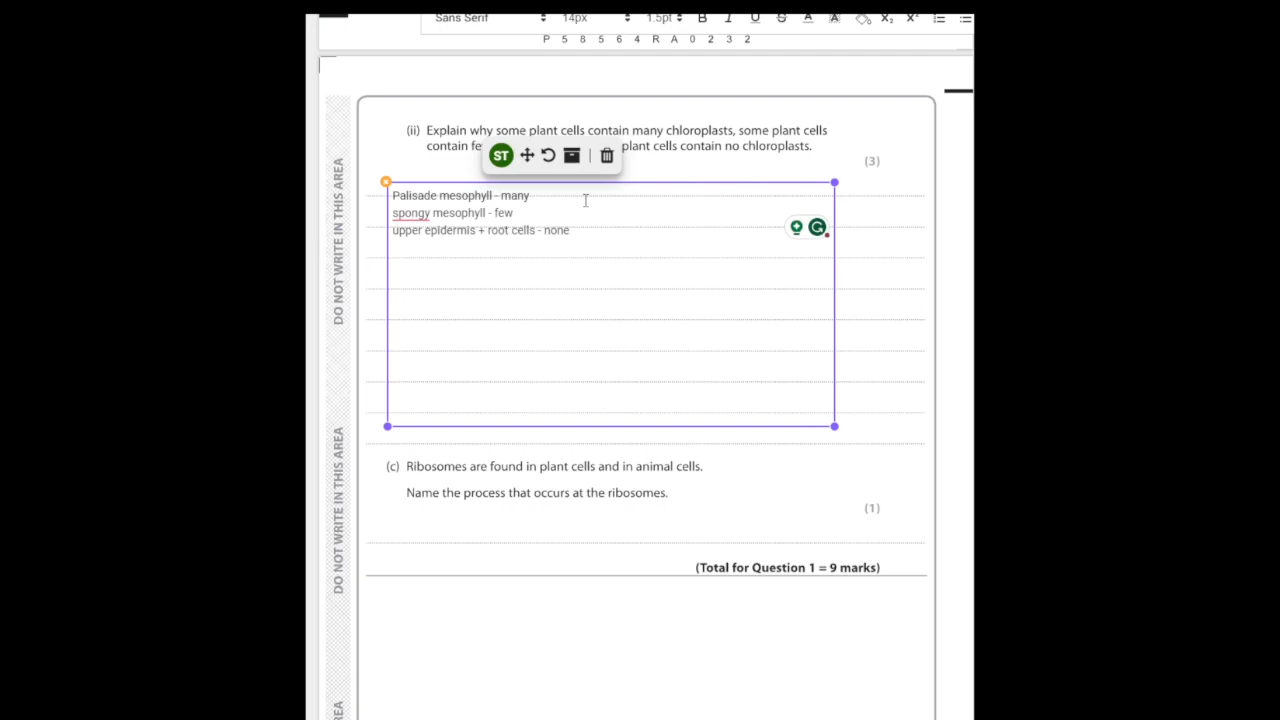 Sans Serif 14px 1.5pt B I U S A A X₂ X²
P 5 8 5 6 4 R A 0 2 3 2
(ii) Explain why some plant cells contain many chloroplasts, some plant cells
contain fe plant cells contain no chloroplasts.
ST
(3)
Palisade mesophyll - many
spongy mesophyll - few
upper epidermis + root cells - none
(c) Ribosomes are found in plant cells and in animal cells.
Name the process that occurs at the ribosomes.
(1)
(Total for Question 1 = 9 marks)
DO NOT WRITE IN THIS AREA
DO NOT WRITE IN THIS AREA
REA